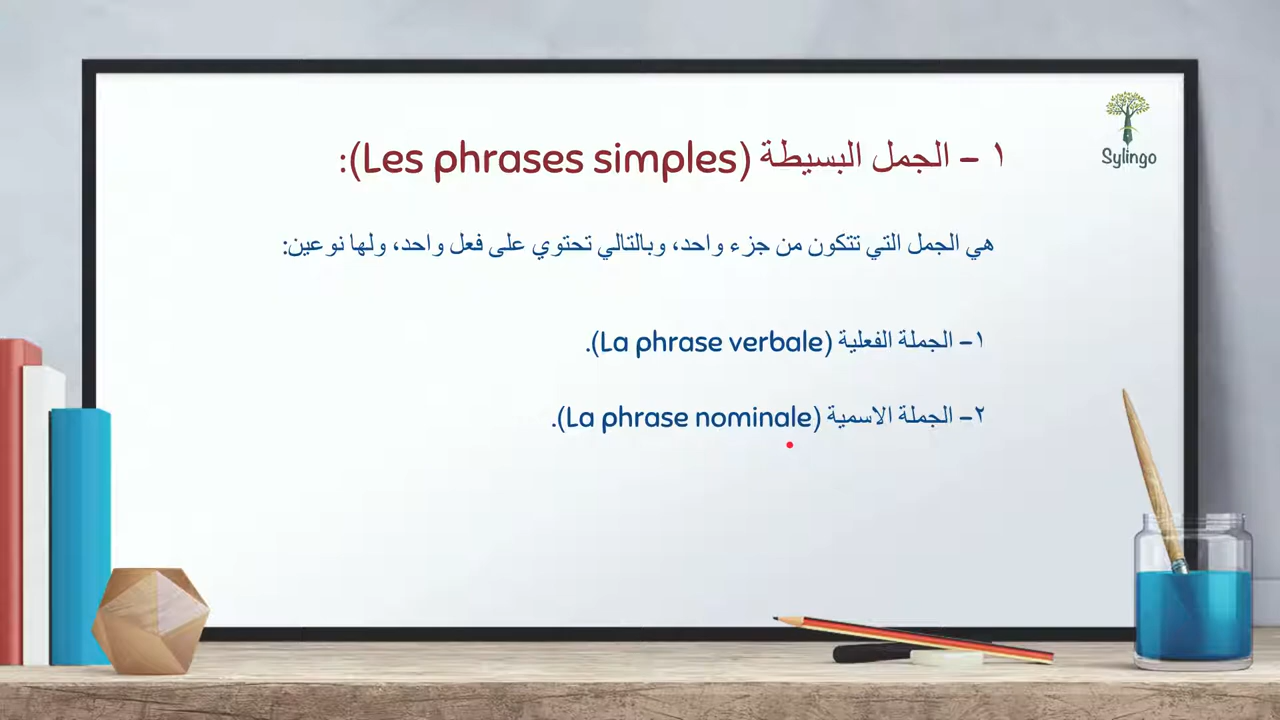 Sylingo
١ – الجمل البسيطة (Les phrases simples):
هي الجمل التي تتكون من جزء واحد، وبالتالي تحتوي على فعل واحد، ولها نوعين:
١– الجملة الفعلية (La phrase verbale).
٢– الجملة الاسمية (La phrase nominale).